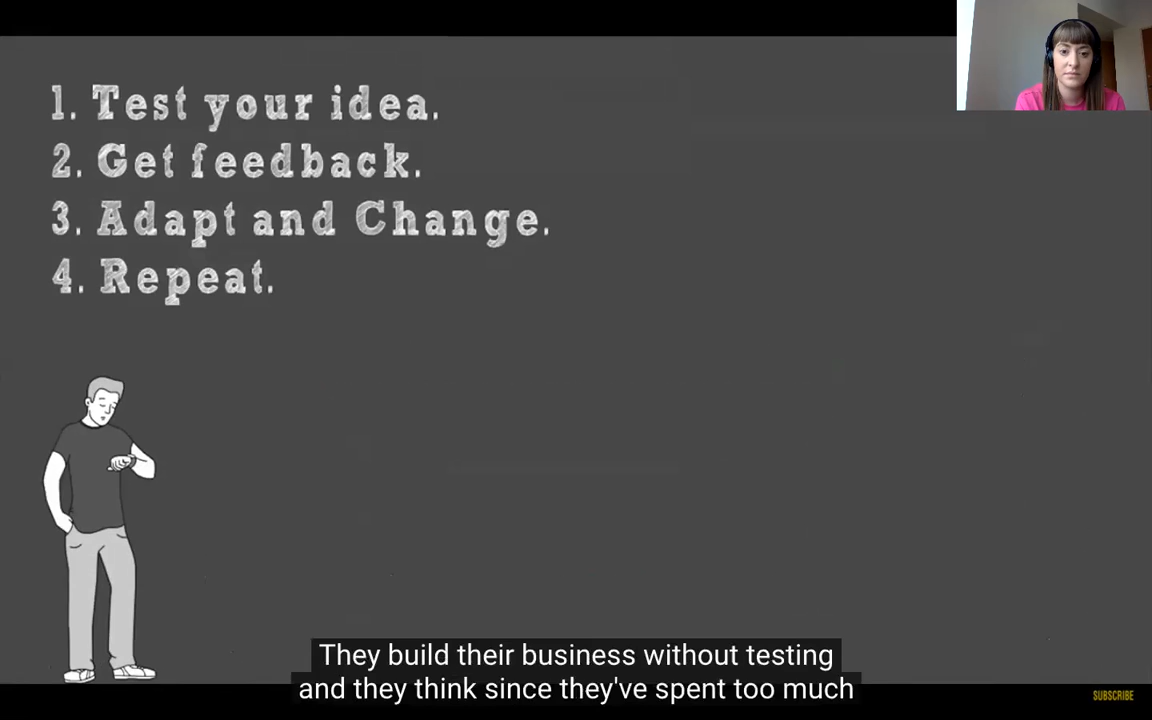 1. Test your idea.
2. Get feedback.
3. Adapt and Change.
4. Repeat.
They build their business without testing
and they think since they've spent too much
SUBSCRIBE